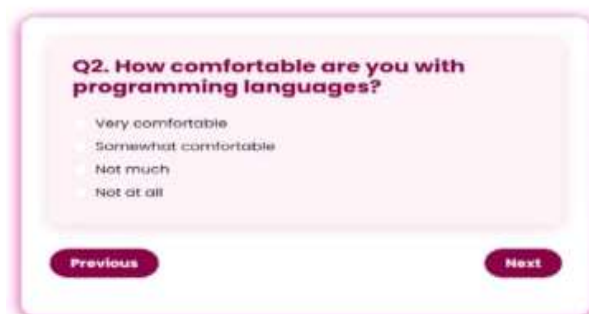 Q2. How comfortable are you with
programming languages?
Very comfortable
Somewhat comfortable
Not much
Not at all
Previous
Next